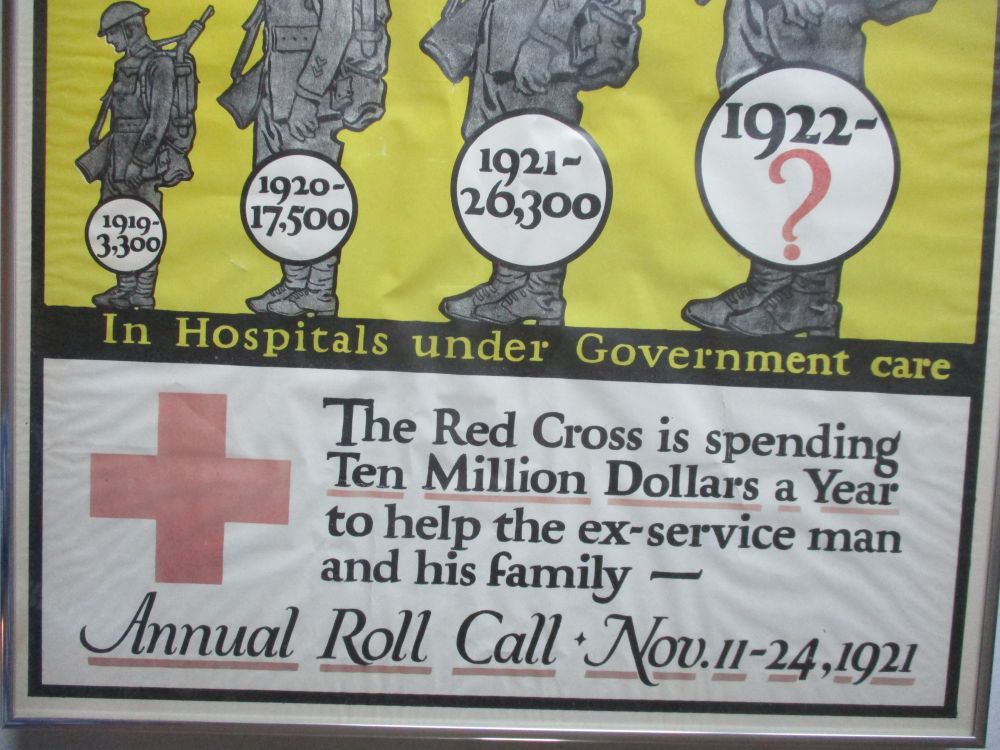 1919-
3,300
1920-
17,500
1921-
26,300
1922-
?
In Hospitals under Government care
The Red Cross is spending
Ten Million Dollars a Year
to help the ex-service man
and his family —
Annual Roll Call · Nov. 11-24, 1921